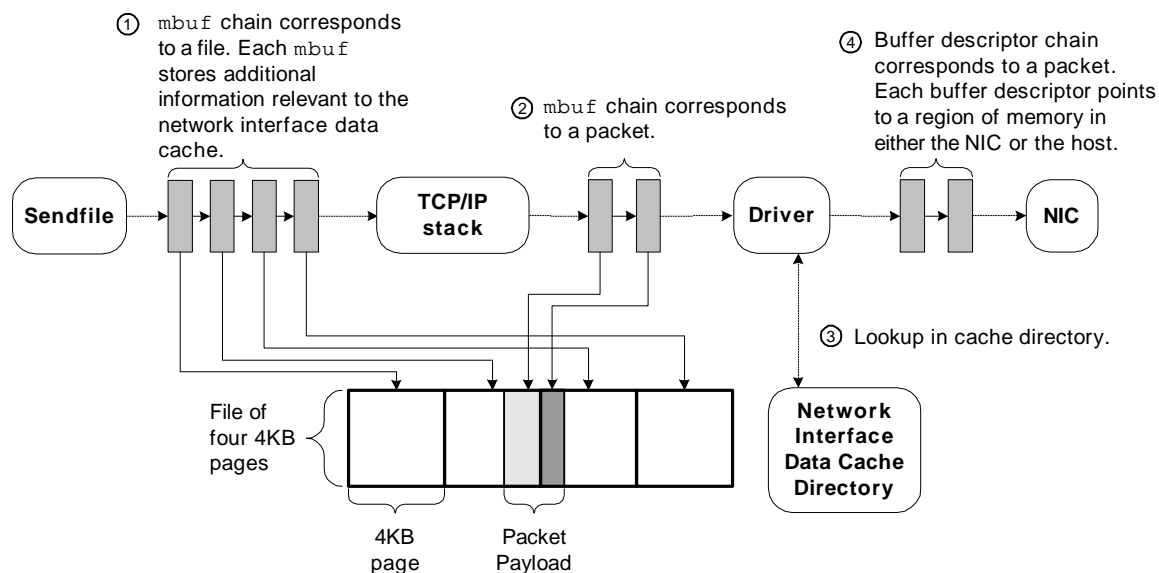 ① mbuf chain corresponds
to a file. Each mbuf
stores additional
information relevant to the
network interface data
cache.
② mbuf chain corresponds
to a packet.
④ Buffer descriptor chain
corresponds to a packet.
Each buffer descriptor points
to a region of memory in
either the NIC or the host.
Sendfile
TCP/IP
stack
Driver
NIC
③ Lookup in cache directory.
File of
four 4KB
pages
Network
Interface
Data Cache
Directory
4KB
page
Packet
Payload